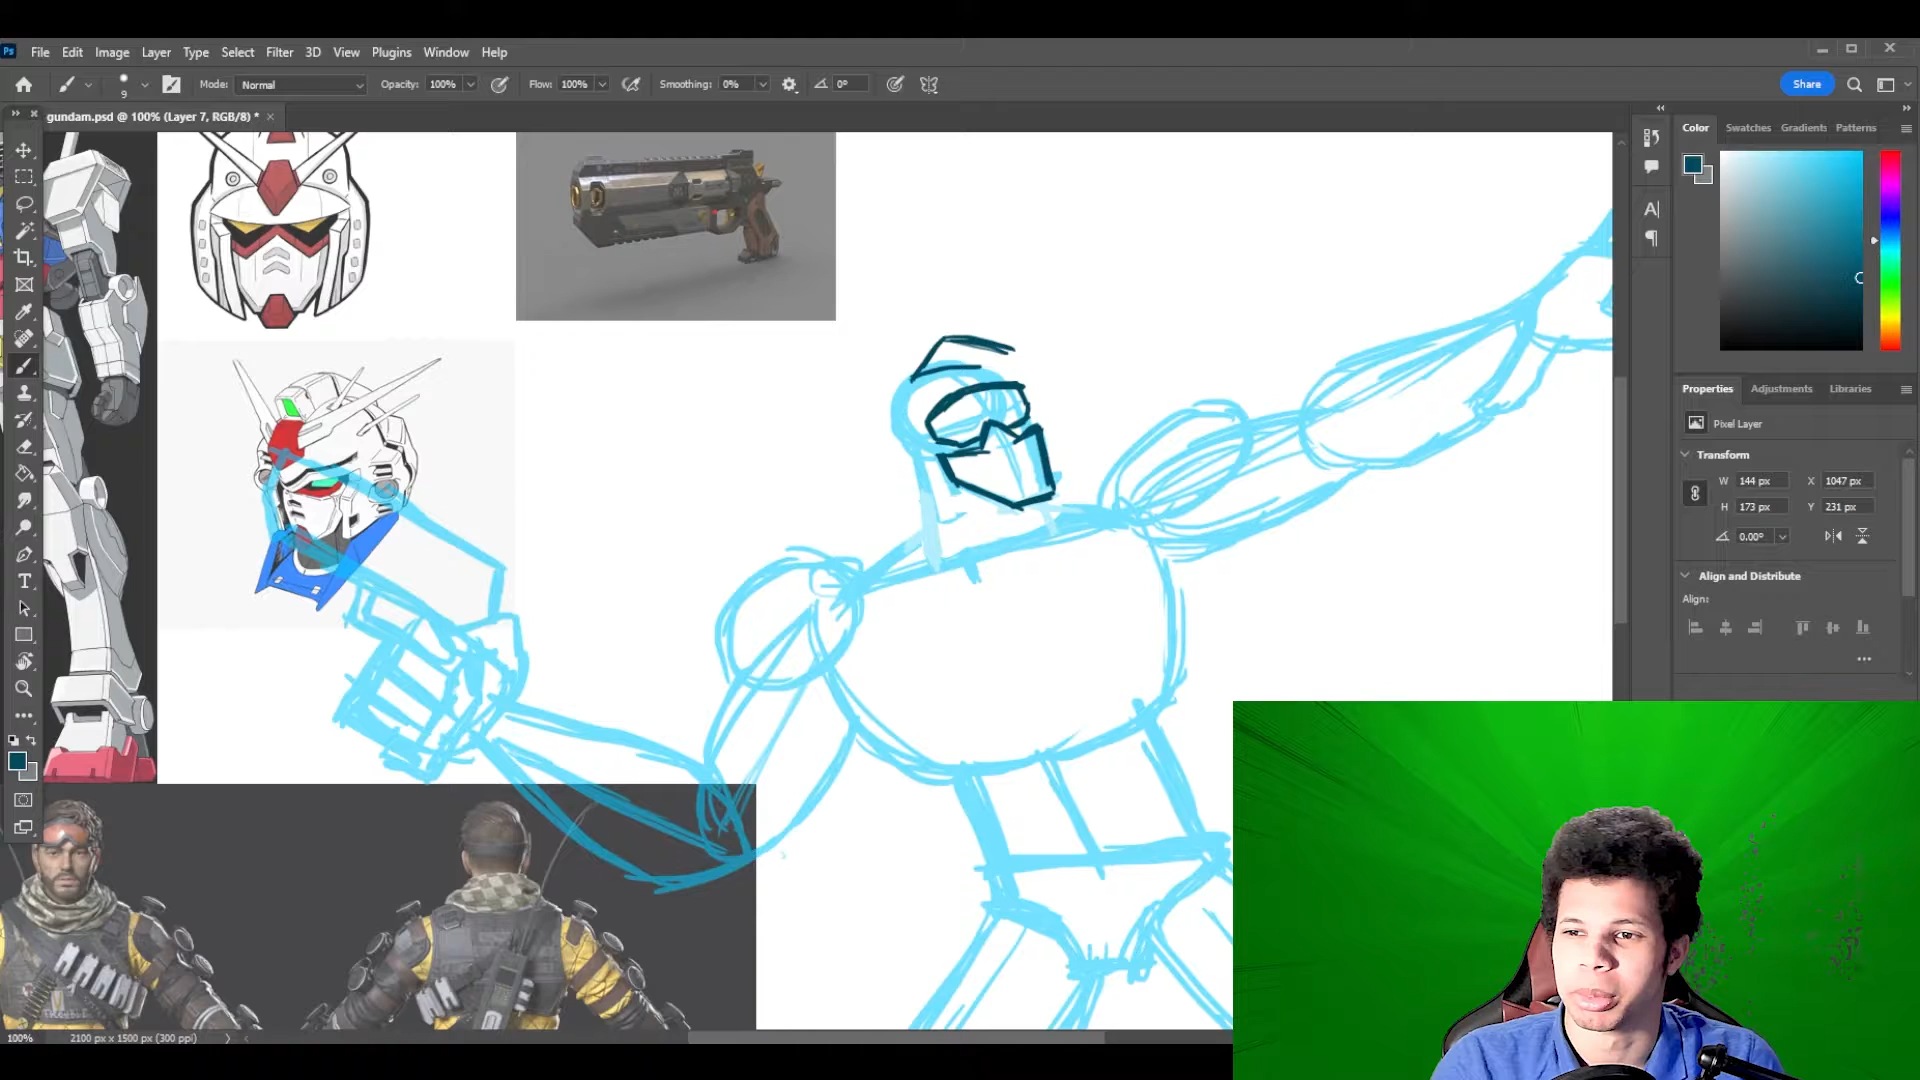 Ps File Edit Image Layer Type Select Filter 3D View Plugins Window Help
9 Mode: Normal Opacity: 100% Flow: 100% Smoothing: 0% 0° Share
gundam.psd @ 100% (Layer 7, RGB/8) *
Color Swatches Gradients Patterns
Properties Adjustments Libraries
Pixel Layer
Transform
W 144 px X 1047 px
H 173 px Y 231 px
0.00°
Align and Distribute
Align:
100% 2100 px x 1500 px (300 ppi)